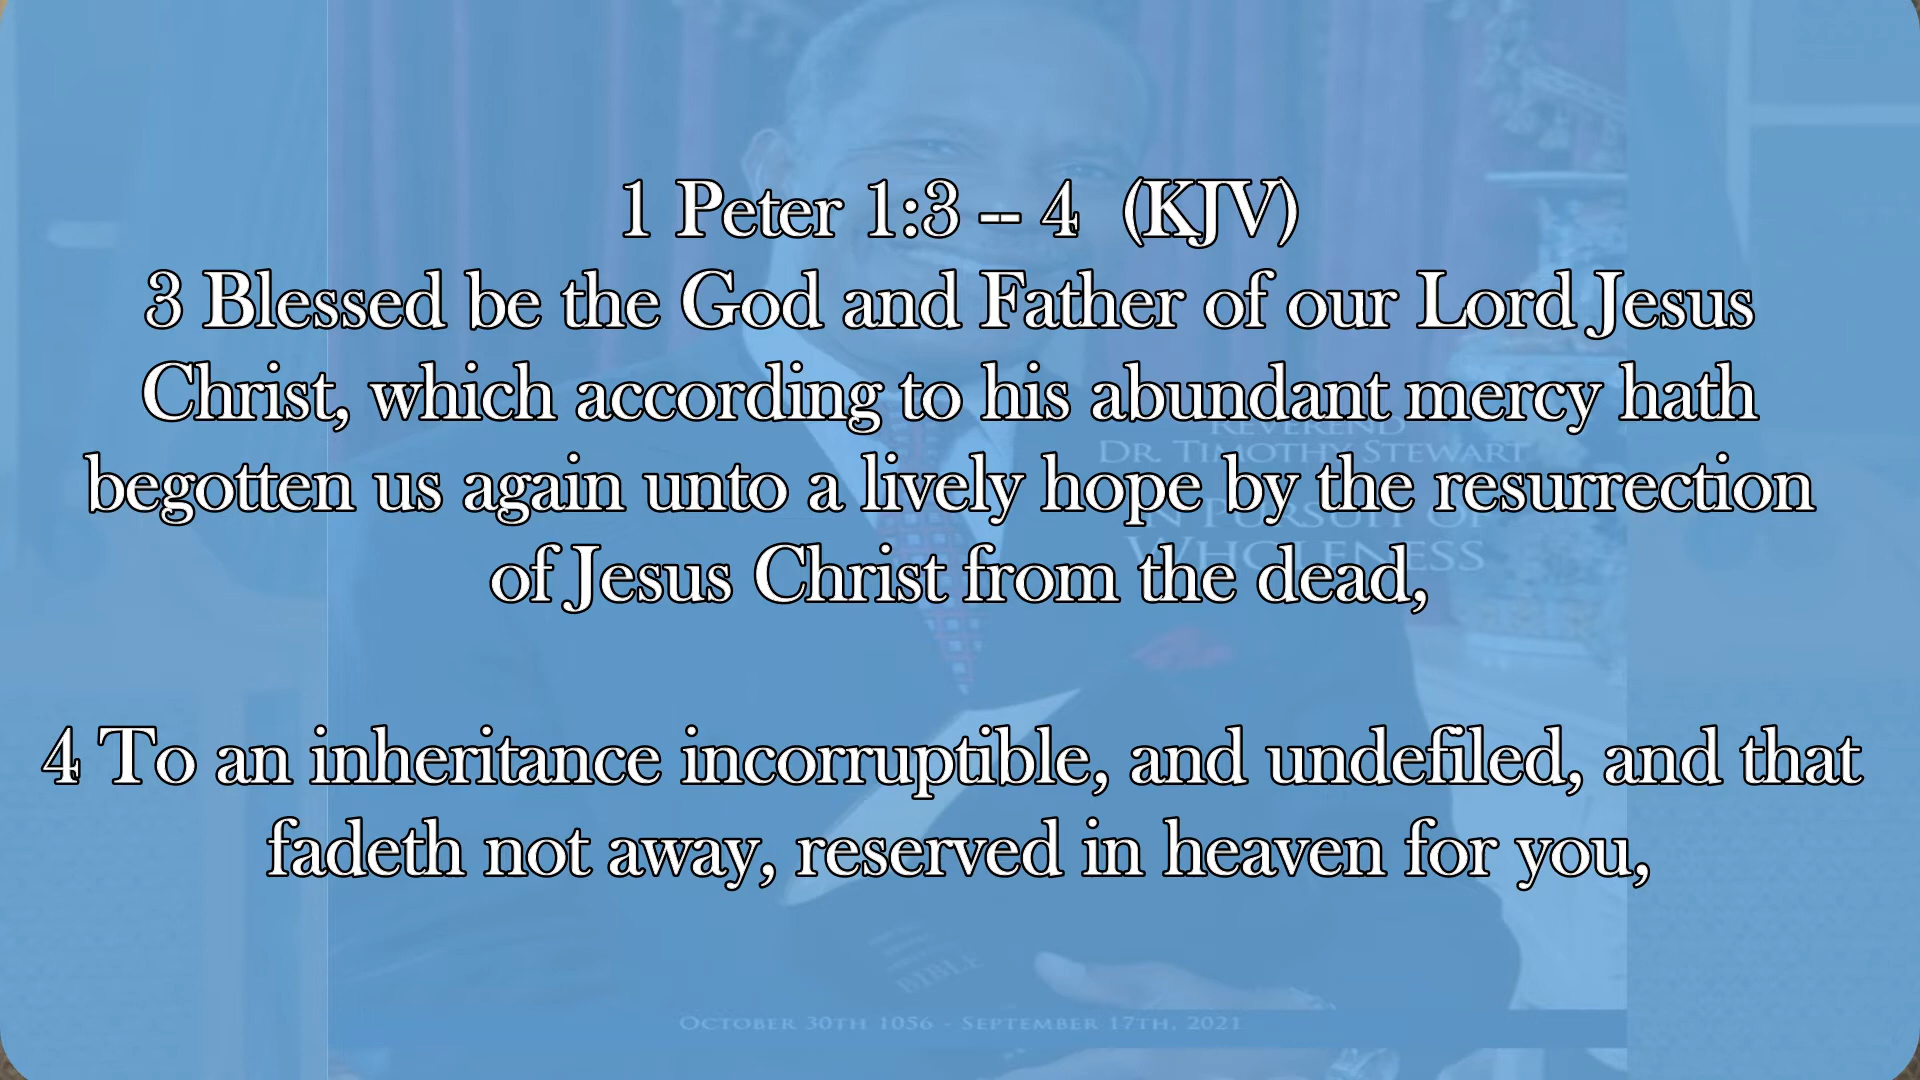 1 Peter 1:3 -- 4 (KJV)
3 Blessed be the God and Father of our Lord Jesus
Christ, which according to his abundant mercy hath
REVEREND
DR. TIMOTHY STEWART
begotten us again unto a lively hope by the resurrection
IN PURSUIT OF
WHOLENESS
of Jesus Christ from the dead,
4 To an inheritance incorruptible, and undefiled, and that
fadeth not away, reserved in heaven for you,
BIBLE
OCTOBER 30TH 1056 - SEPTEMBER 17TH, 2021